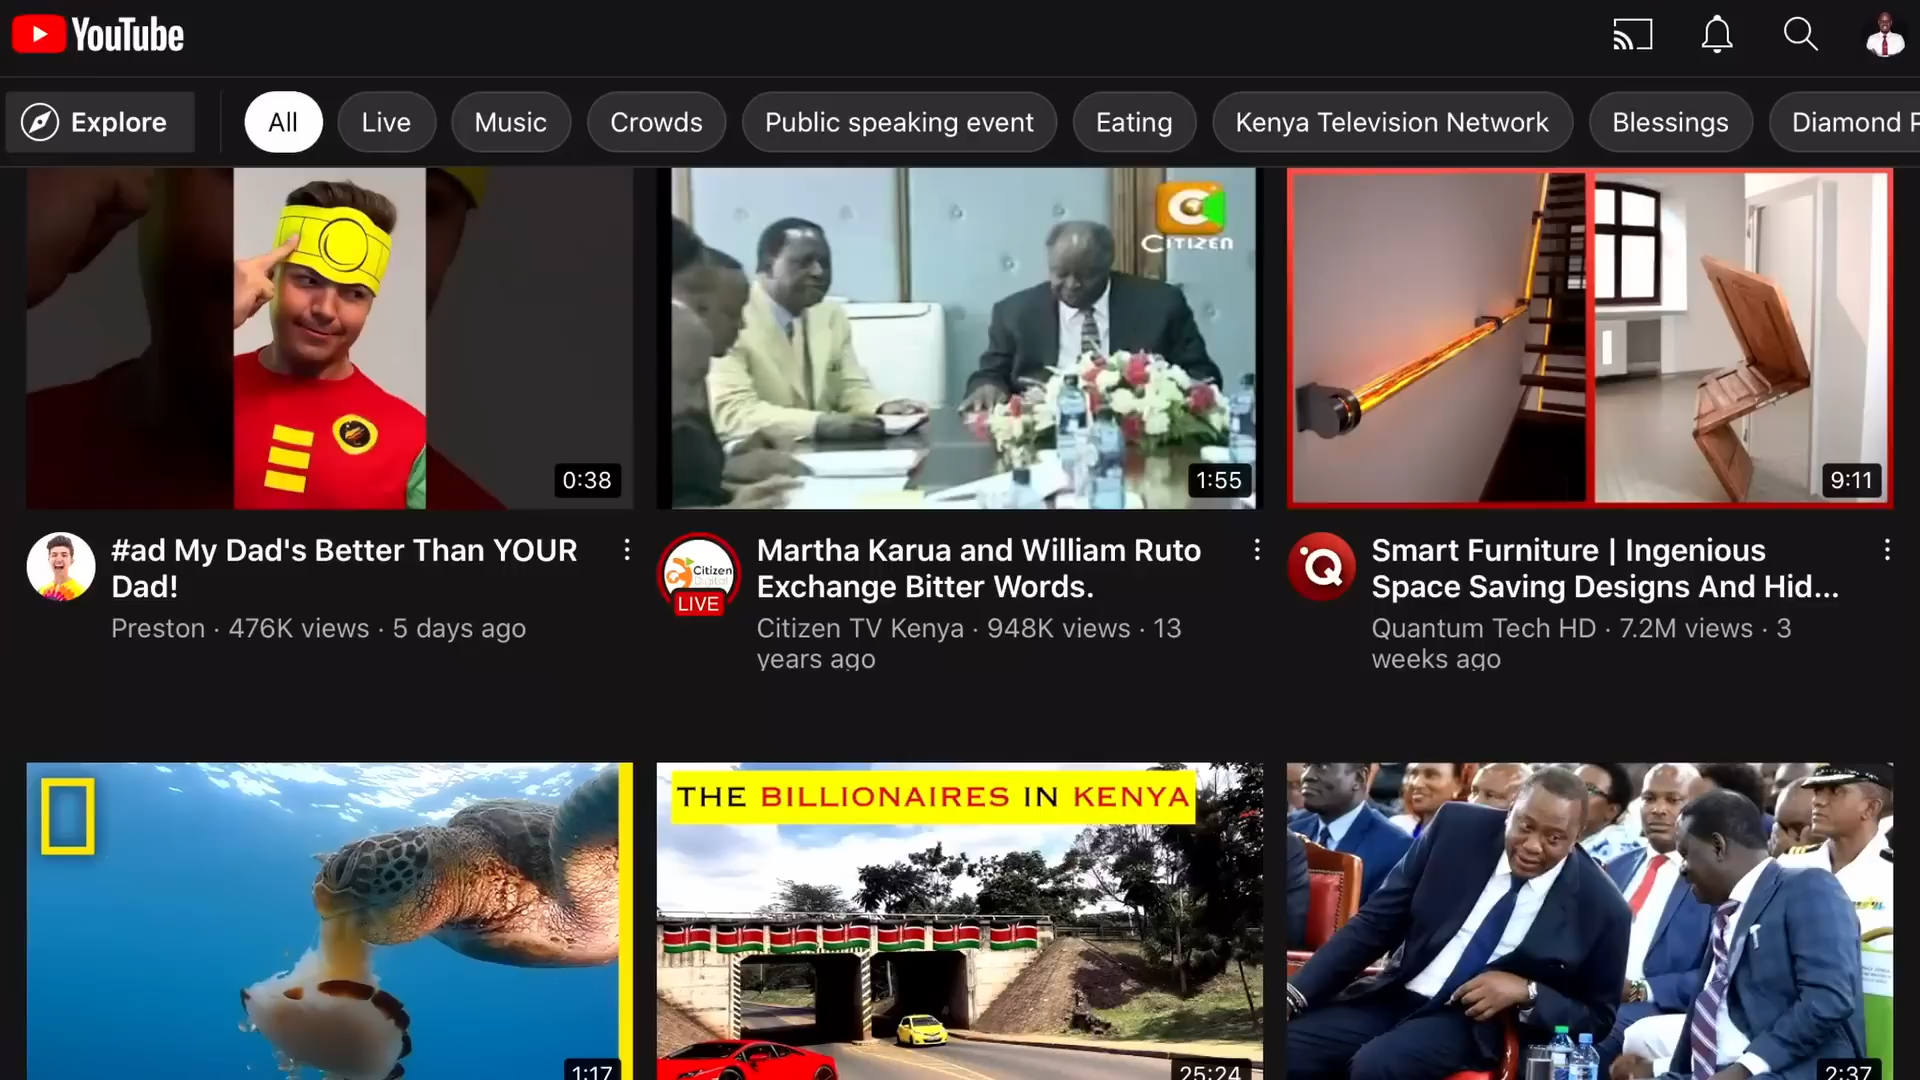 YouTube
Explore
All
Live
Music
Crowds
Public speaking event
Eating
Kenya Television Network
Blessings
Diamond P
CITIZEN
0:38
1:55
9:11
#ad My Dad's Better Than YOUR
Dad!
Preston · 476K views · 5 days ago
Citizen
Digital
LIVE
Martha Karua and William Ruto
Exchange Bitter Words.
Citizen TV Kenya · 948K views · 13
years ago
Q
Smart Furniture | Ingenious
Space Saving Designs And Hid...
Quantum Tech HD · 7.2M views · 3
weeks ago
THE BILLIONAIRES IN KENYA
1:17
25:24
2:37